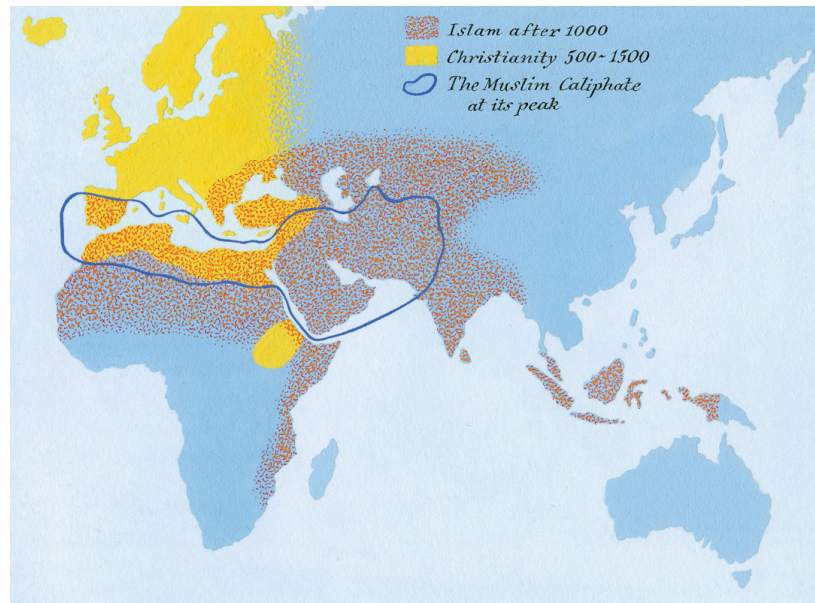 Islam after 1000
Christianity 500-1500
The Muslim Caliphate
at its peak